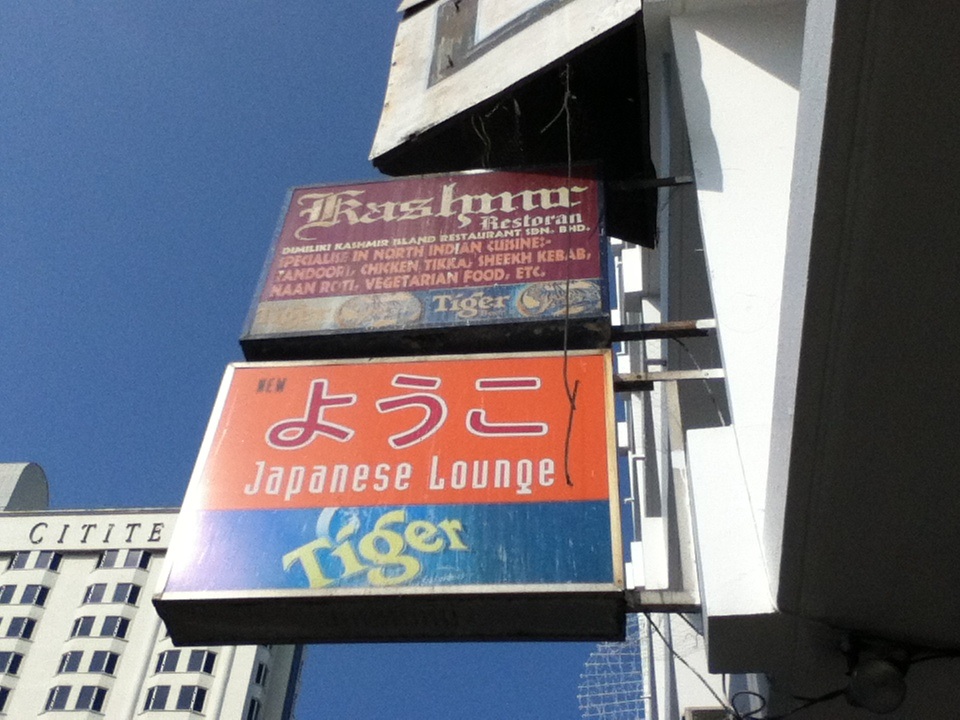 Kashmir
Restoran
DIMILIKI KASHMIR ISLAND RESTAURANT SDN. BHD.
SPECIALISE IN NORTH INDIAN CUISINE:-
TANDOORI, CHICKEN TIKKA, SHEEKH KEBAB,
NAAN ROTI, VEGETARIAN FOOD, ETC.
Tiger
NEW
ようこ
Japanese Lounge
Tiger
CITITE